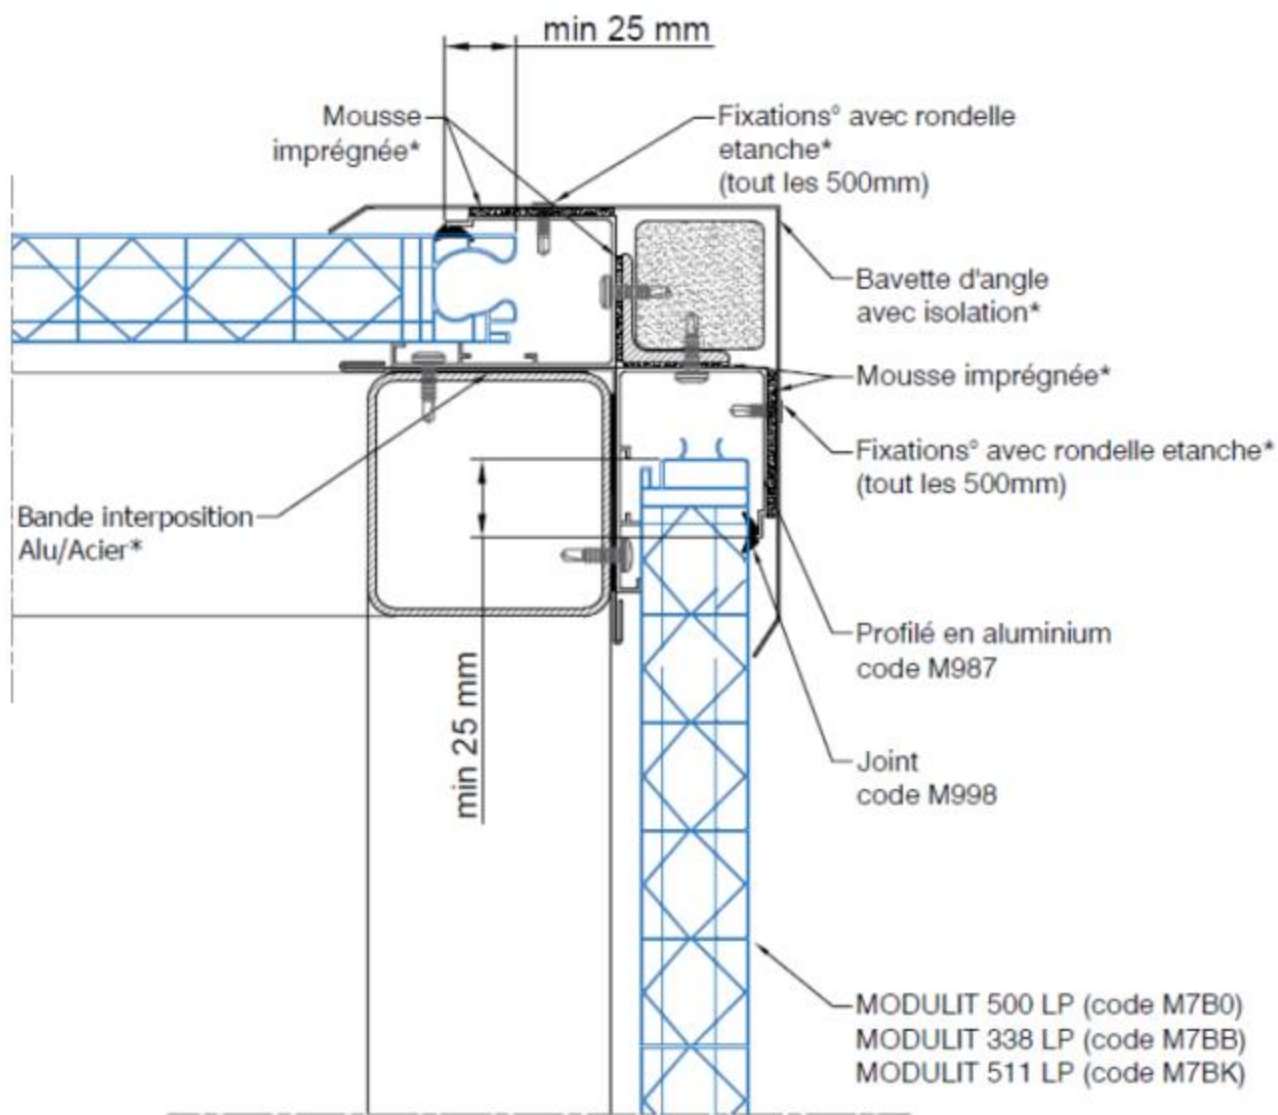 min 25 mm
Mousse
imprégnée*
Fixations° avec rondelle
etanche*
(tout les 500mm)
Bavette d'angle
avec isolation*
Mousse imprégnée*
Fixations° avec rondelle etanche*
(tout les 500mm)
Bande interposition
Alu/Acier*
Profilé en aluminium
code M987
min 25 mm
Joint
code M998
MODULIT 500 LP (code M7B0)
MODULIT 338 LP (code M7BB)
MODULIT 511 LP (code M7BK)